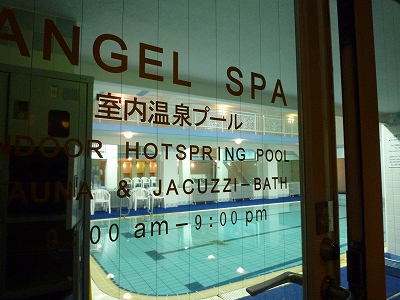 ANGEL SPA
室内温泉プール
NDOOR HOTSPRING POOL
AUNA & JACUZZI-BATH
9:00 am-9:00 pm